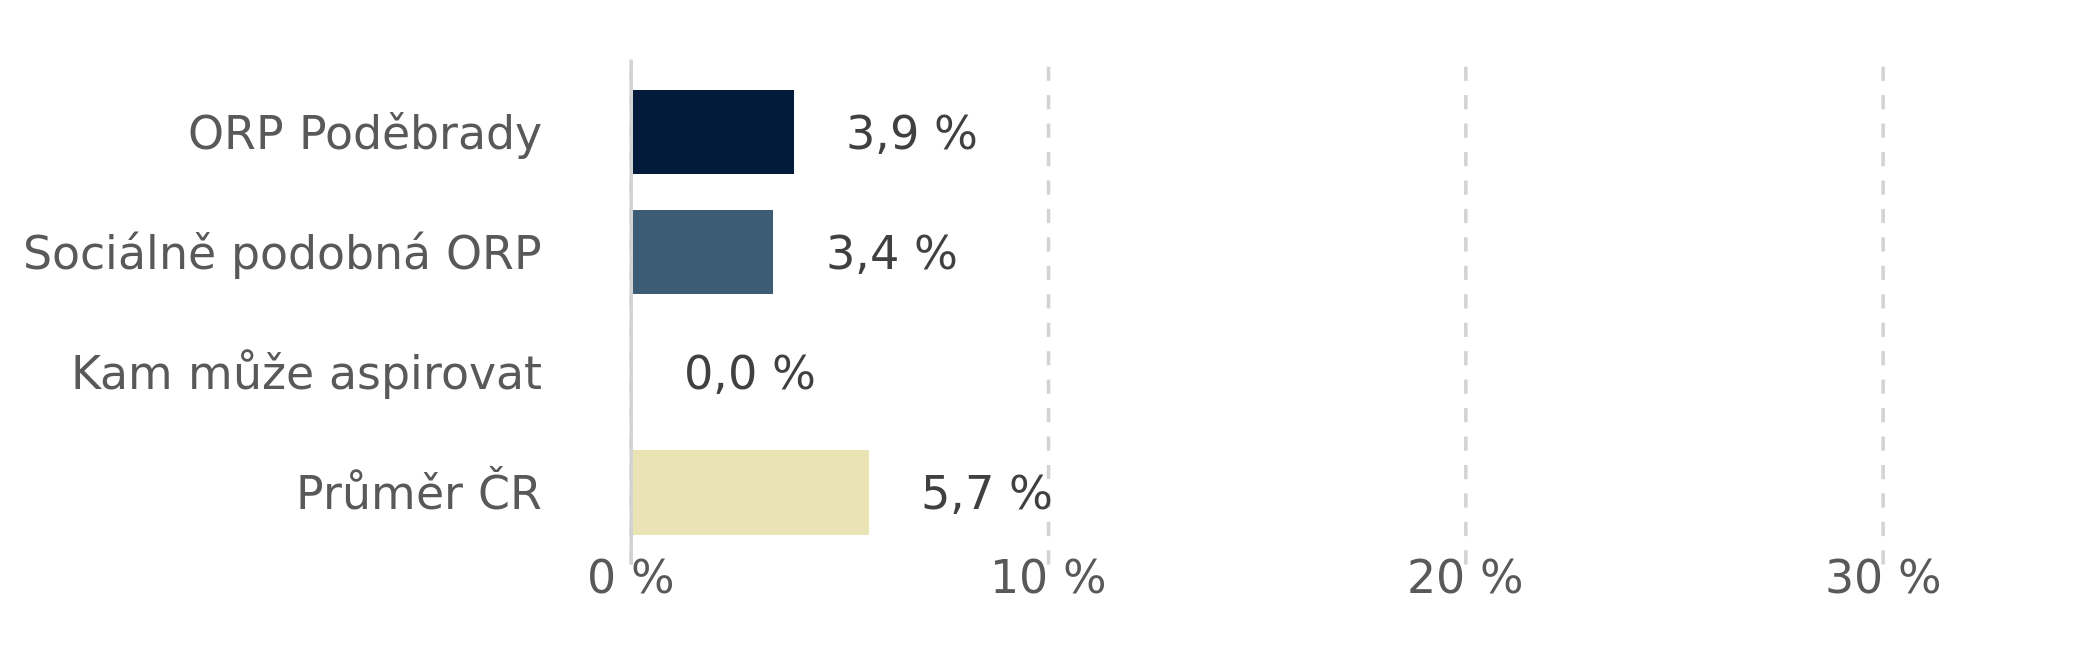 ORP Poděbrady 3,9 %
Sociálně podobná ORP 3,4 %
Kam může aspirovat 0,0 %
Průměr ČR 5,7 %
0 % 10 % 20 % 30 %